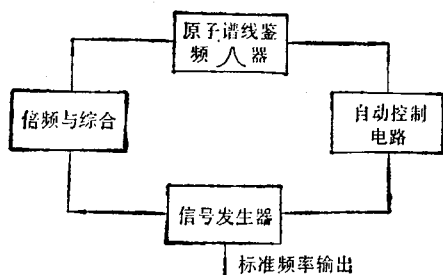 原子谱线鉴
频 器
倍频与综合
自动控制
电路
信号发生器
标准频率输出